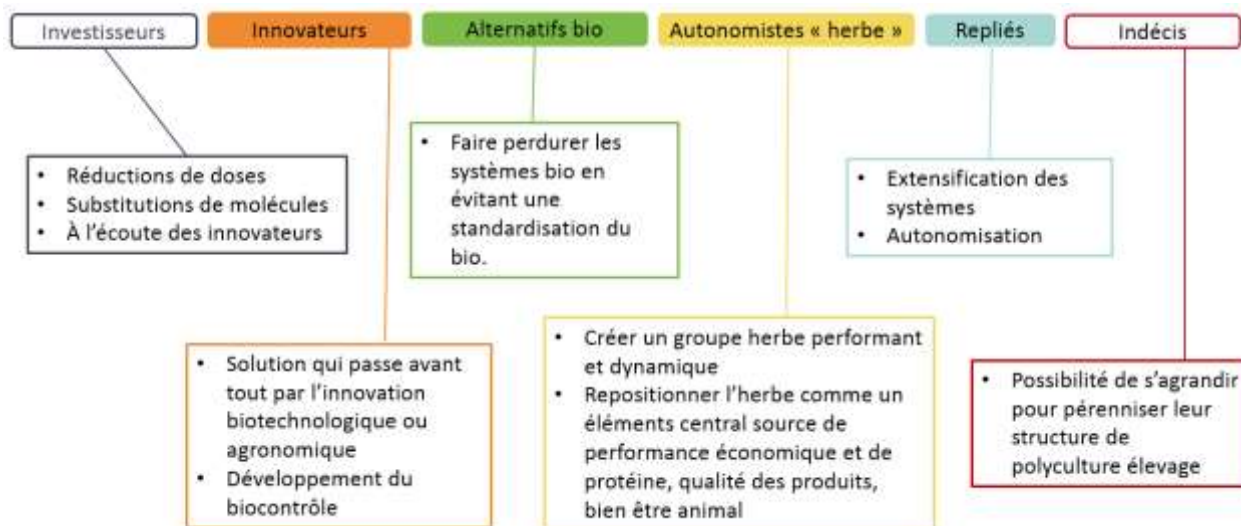 Investisseurs
Innovateurs
Alternatifs bio
Autonomistes « herbe »
Repliés
Indécis
• Réductions de doses
• Substitutions de molécules
• À l'écoute des innovateurs
• Faire perdurer les
systèmes bio en
évitant une
standardisation du
bio.
• Extensification des
systèmes
• Autonomisation
• Solution qui passe avant
tout par l'innovation
biotechnologique ou
agronomique
• Développement du
biocontrôle
• Créer un groupe herbe performant
et dynamique
• Repositionner l'herbe comme un
éléments central source de
performance économique et de
protéine, qualité des produits,
bien être animal
• Possibilité de s'agrandir
pour pérenniser leur
structure de
polyculture élevage